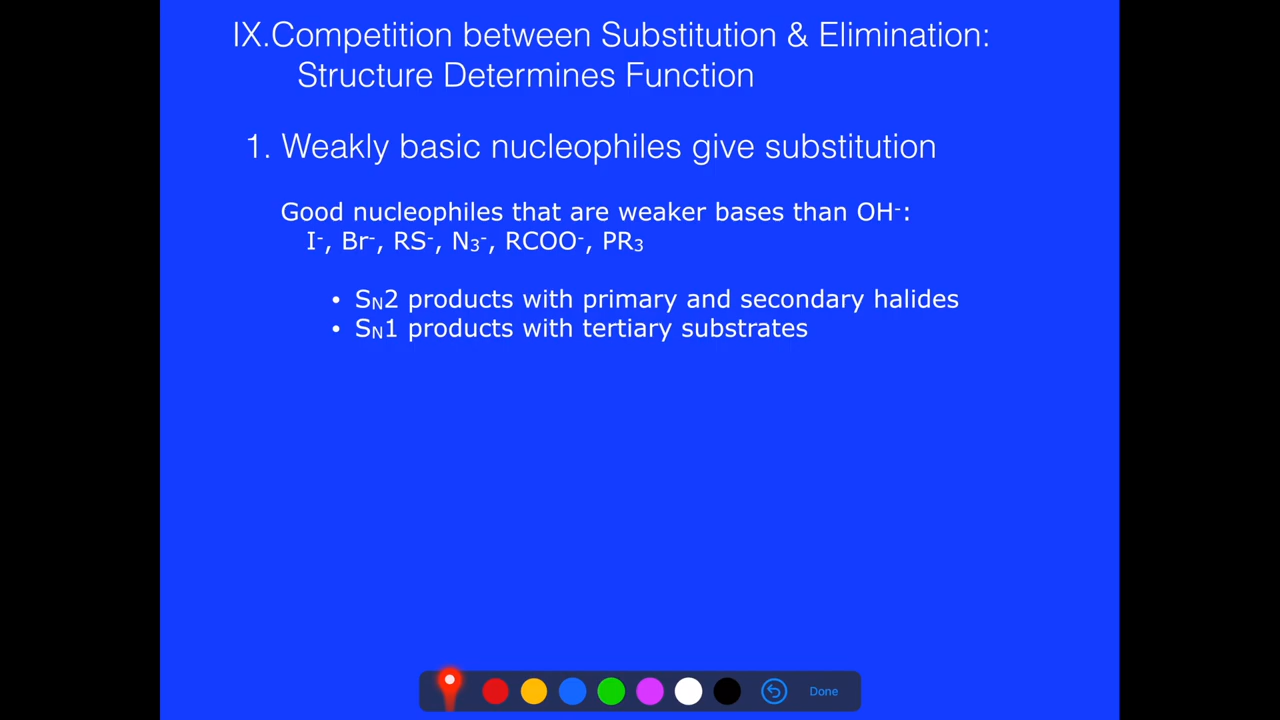 IX.Competition between Substitution & Elimination:
Structure Determines Function
1. Weakly basic nucleophiles give substitution
Good nucleophiles that are weaker bases than OH⁻:
I⁻, Br⁻, RS⁻, N₃⁻, RCOO⁻, PR₃
• Sₙ2 products with primary and secondary halides
• Sₙ1 products with tertiary substrates
Done